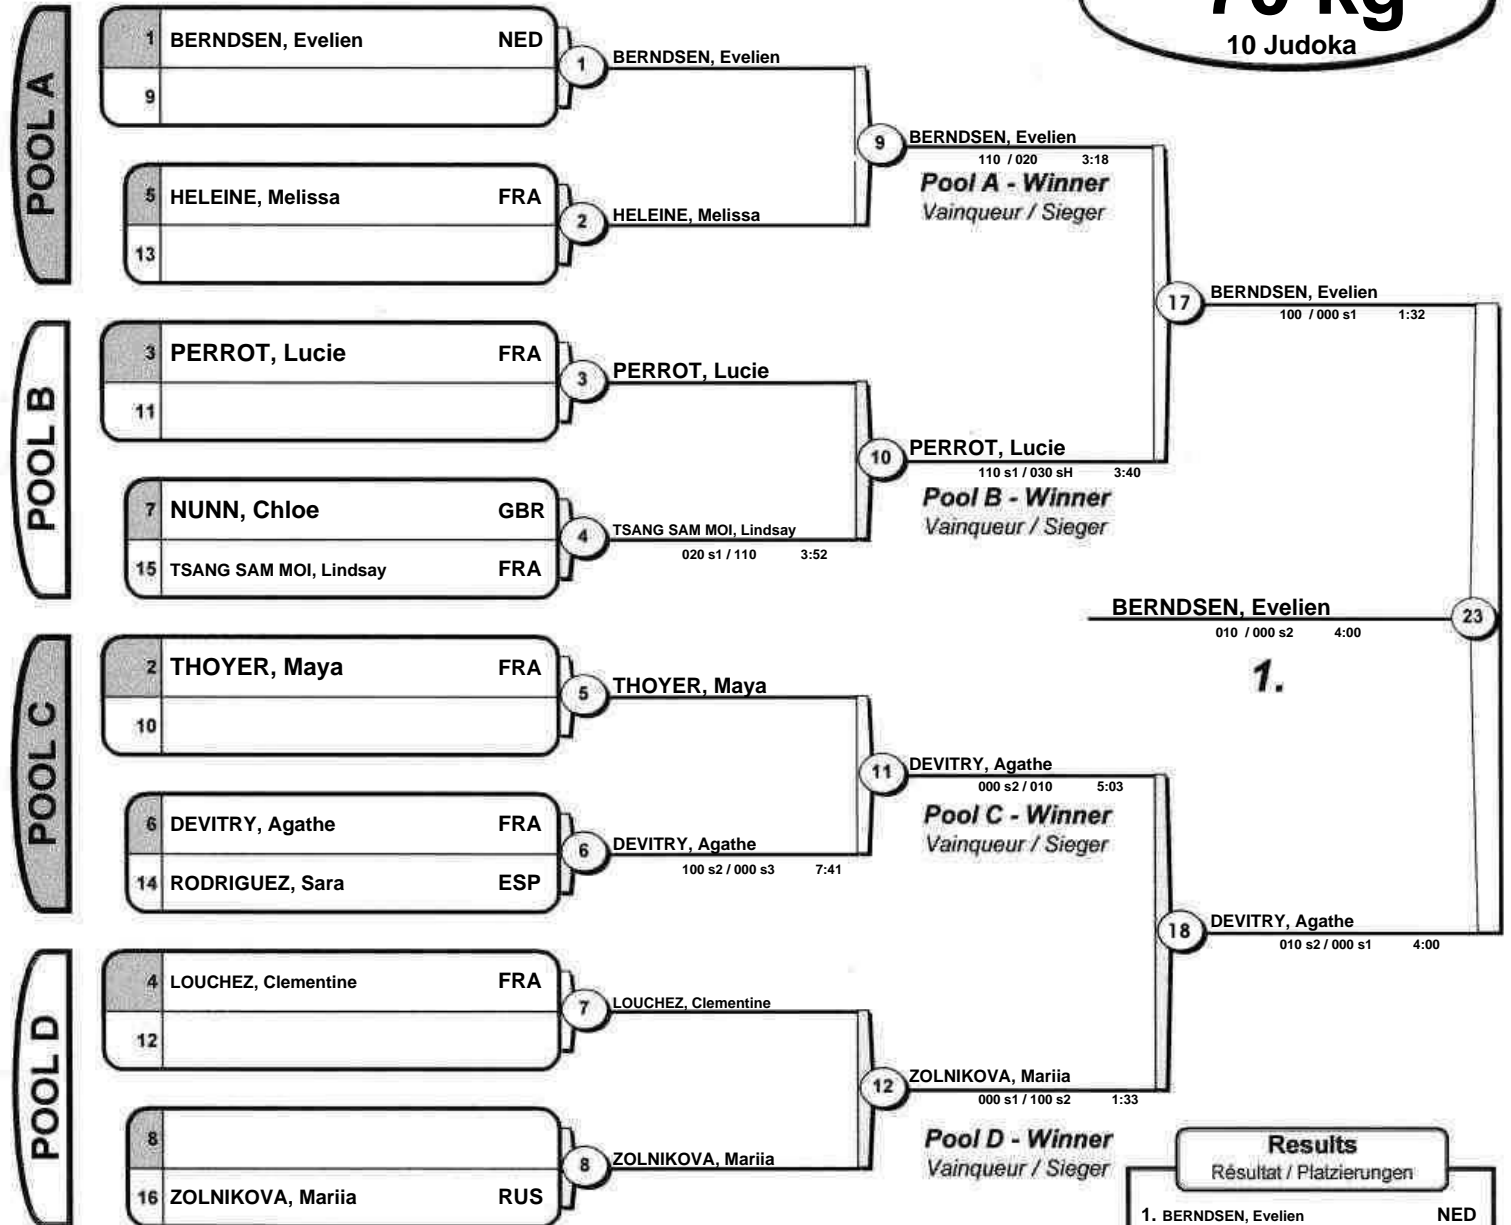 70 kg
10 Judoka
POOL A
1 BERNDSEN, Evelien NED
9
1 BERNDSEN, Evelien
5 HELEINE, Melissa FRA
13
2 HELEINE, Melissa
9 BERNDSEN, Evelien
110 / 020 3:18
Pool A - Winner
Vainqueur / Sieger
POOL B
3 PERROT, Lucie FRA
11
3 PERROT, Lucie
7 NUNN, Chloe GBR
15 TSANG SAM MOI, Lindsay FRA
4 TSANG SAM MOI, Lindsay
020 s1 / 110 3:52
10 PERROT, Lucie
110 s1 / 030 sH 3:40
Pool B - Winner
Vainqueur / Sieger
17 BERNDSEN, Evelien
100 / 000 s1 1:32
POOL C
2 THOYER, Maya FRA
10
5 THOYER, Maya
6 DEVITRY, Agathe FRA
14 RODRIGUEZ, Sara ESP
6 DEVITRY, Agathe
100 s2 / 000 s3 7:41
11 DEVITRY, Agathe
000 s2 / 010 5:03
Pool C - Winner
Vainqueur / Sieger
POOL D
4 LOUCHEZ, Clementine FRA
12
7 LOUCHEZ, Clementine
8
16 ZOLNIKOVA, Mariia RUS
8 ZOLNIKOVA, Mariia
12 ZOLNIKOVA, Mariia
000 s1 / 100 s2 1:33
Pool D - Winner
Vainqueur / Sieger
18 DEVITRY, Agathe
010 s2 / 000 s1 4:00
BERNDSEN, Evelien 23
010 / 000 s2 4:00
1.
Results
Résultat / Platzierungen
1. BERNDSEN, Evelien NED